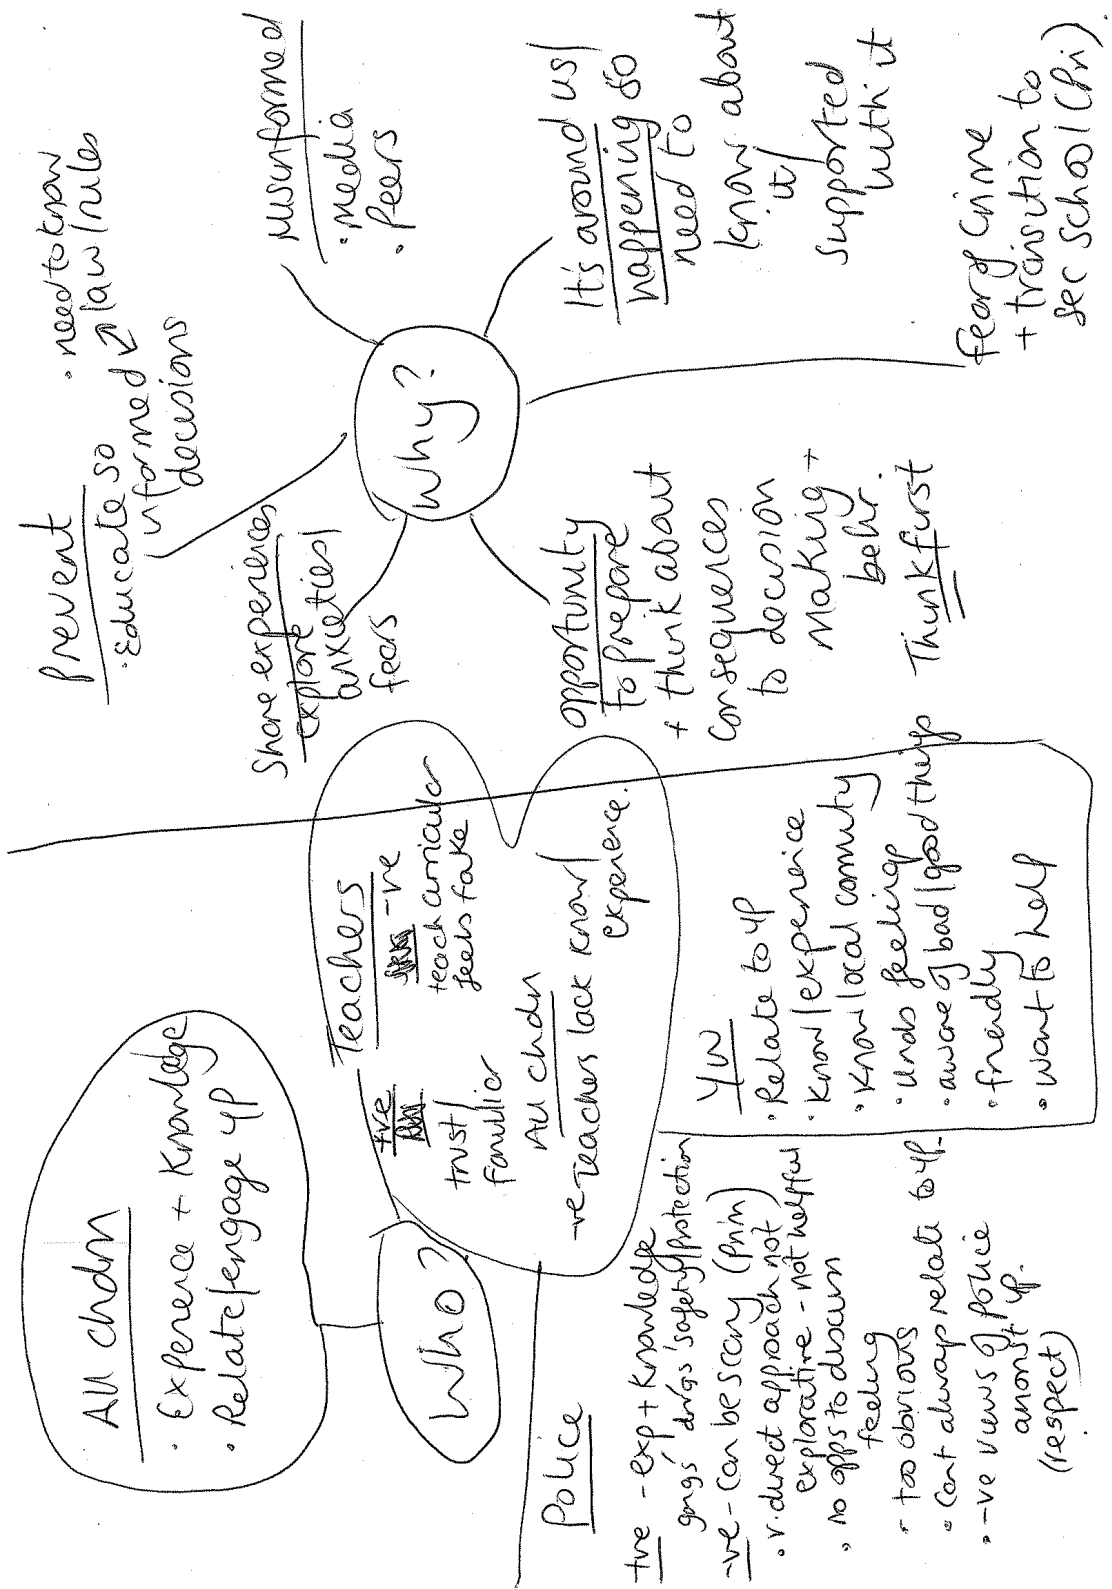 All chdn
· Experience + Knowledge
· Relate/engage yp
Who?
Teachers
+ve
trust/
familier
-ve
teach curricular
feels fake
All chdn
-ve Teachers lack know/
experience.
Police
+ve - exp + knowledge
gangs' drugs' safety/protection
-ve - can be scary (prim)
· v. direct approach not
explorative - not helpful
· no opps to discuss
feeling
· too obvious
· Cant always relate to yp.
· -ve views of police
amonst yp.
(respect)
YW
· Relate to yp
· Know/experience
· Know local comuty
· Unds feelings
· aware of bad/good things
· friendly
· want to help
Why?
Prevent
· Educate so
informed
decisions
· need to know
law/rules
misinformed
· media
· Peers
Share experiences
explore
anxieties/
fears
It's around us/
happening so
need to
know about
it/
supported
with it
opportunity
to prepare
+ think about
consequences
to decision
making +
behr.
Think first
fear of crime
+ transition to
sec school (Pri)